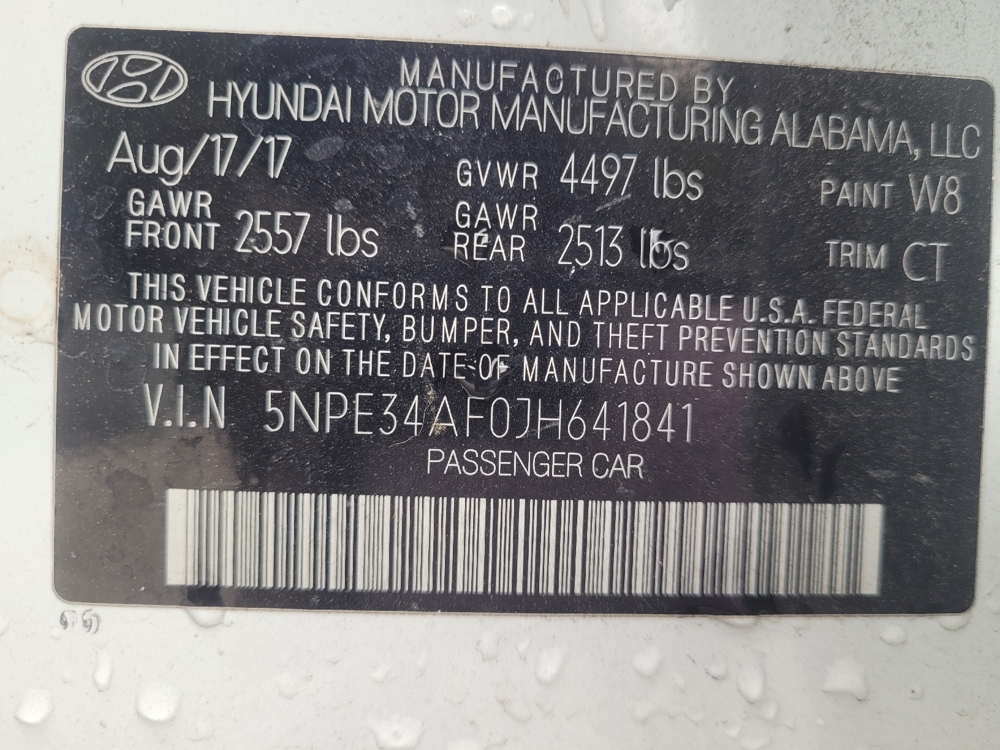 MANUFACTURED BY
HYUNDAI MOTOR MANUFACTURING ALABAMA, LLC
Aug/17/17
GVWR 4497 lbs
PAINT W8
GAWR FRONT 2557 lbs
GAWR REAR 2513 lbs
TRIM CT
THIS VEHICLE CONFORMS TO ALL APPLICABLE U.S.A. FEDERAL
MOTOR VEHICLE SAFETY, BUMPER, AND THEFT PREVENTION STANDARDS
IN EFFECT ON THE DATE OF MANUFACTURE SHOWN ABOVE
V.I.N 5NPE34AF0JH641841
PASSENGER CAR